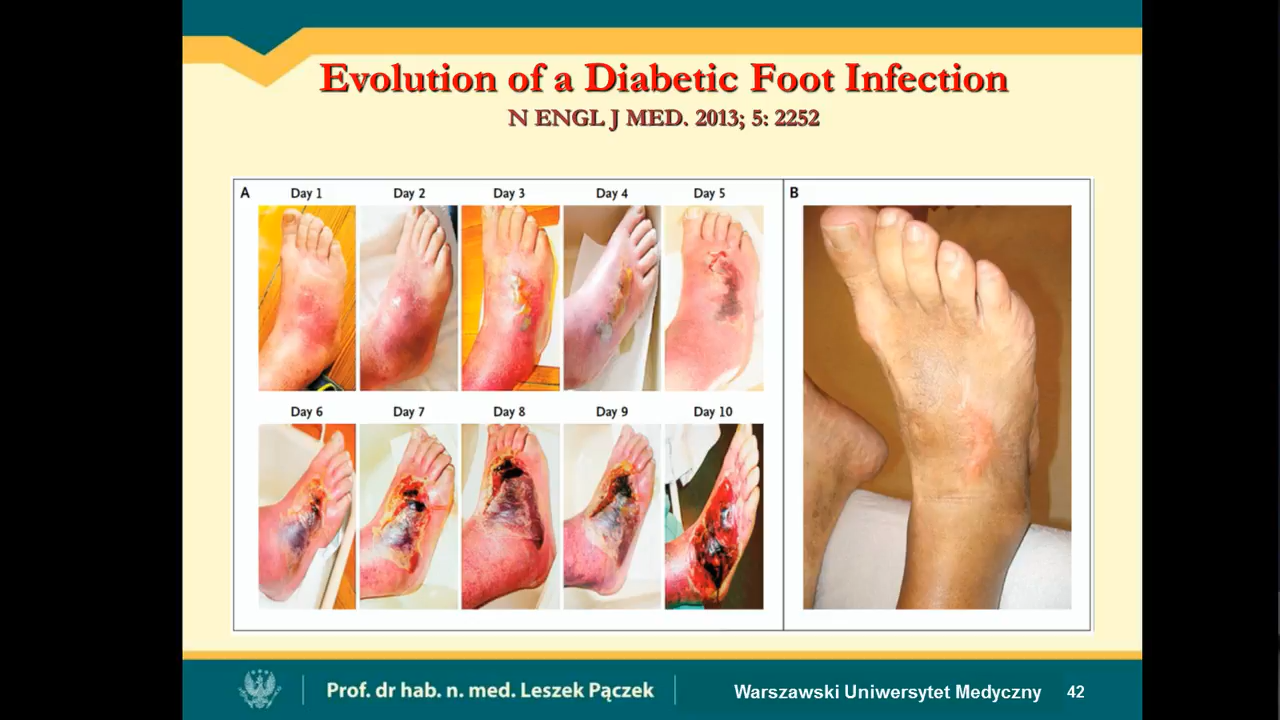 Evolution of a Diabetic Foot Infection
N ENGL J MED. 2013; 5: 2252
A Day 1 Day 2 Day 3 Day 4 Day 5 B
Day 6 Day 7 Day 8 Day 9 Day 10
Prof. dr hab. n. med. Leszek Pączek Warszawski Uniwersytet Medyczny 42